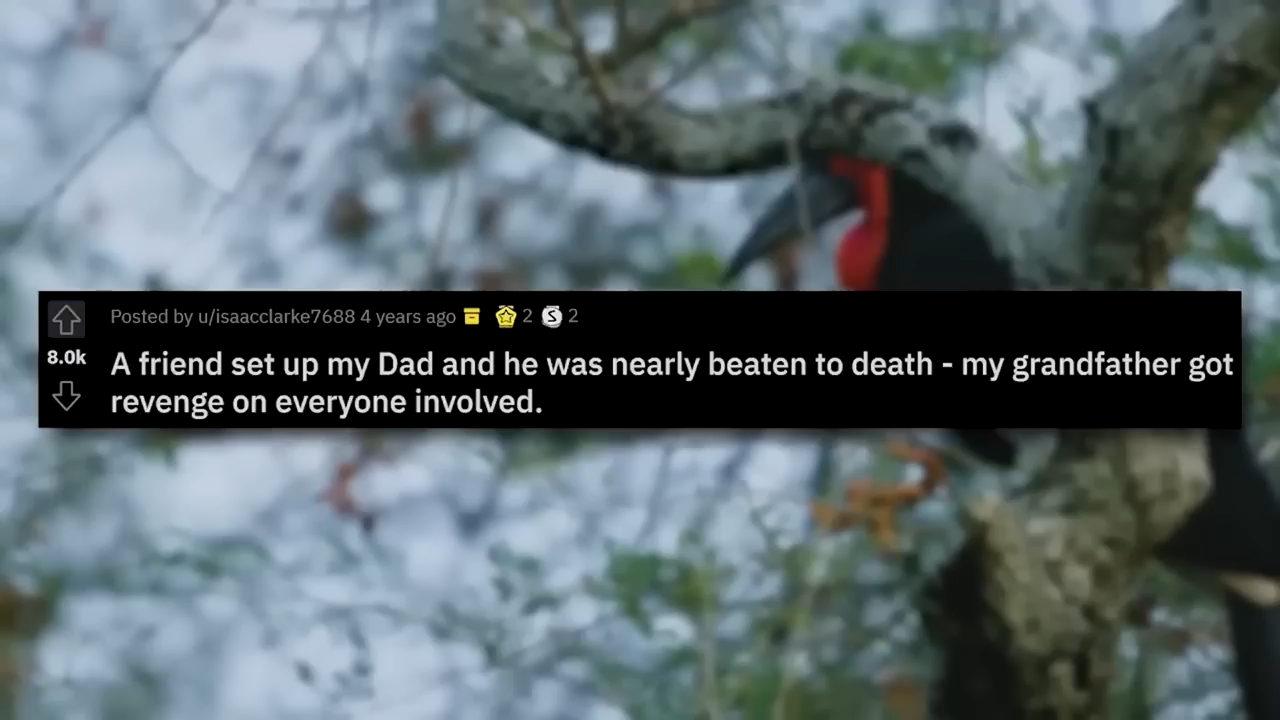 Posted by u/isaacclarke7688 4 years ago 2 2
8.0k
A friend set up my Dad and he was nearly beaten to death - my grandfather got
revenge on everyone involved.